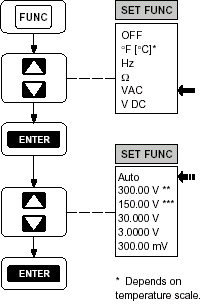 FUNC
SET FUNC
OFF
°F [°C]*
Hz
Ω
VAC
V DC
ENTER
SET FUNC
Auto
300.00 V **
150.00 V ***
30.000 V
3.0000 V
300.00 mV
ENTER
* Depends on
temperature scale.